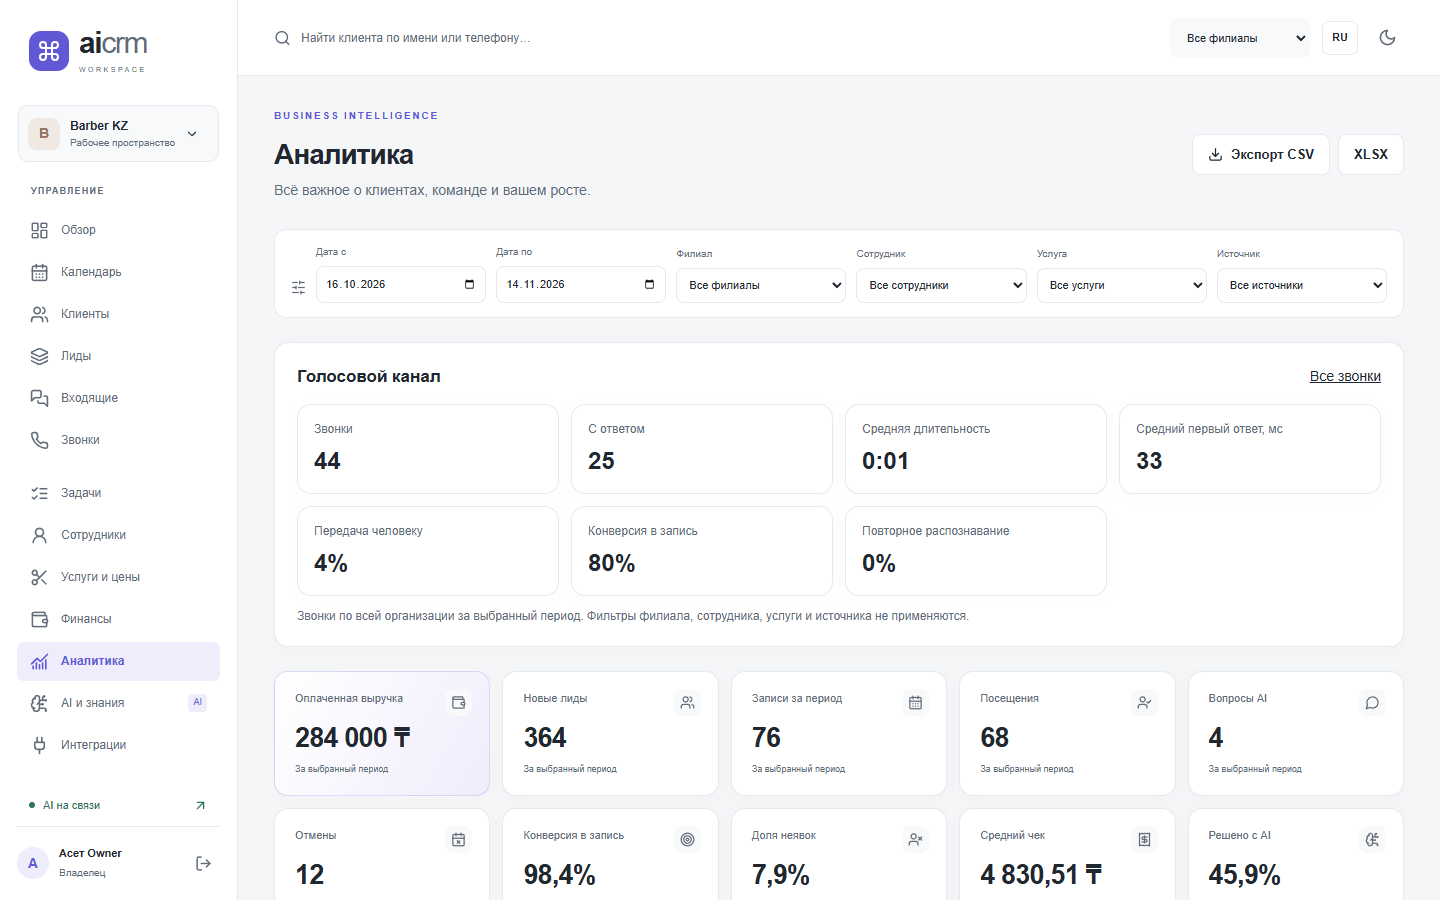 aicrm
WORKSPACE
B
Barber KZ
Рабочее пространство
УПРАВЛЕНИЕ
Обзор
Календарь
Клиенты
Лиды
Входящие
Звонки
Задачи
Сотрудники
Услуги и цены
Финансы
Аналитика
AI и знания AI
Интеграции
AI на связи
A
Асет Owner
Владелец
Найти клиента по имени или телефону...
Все филиалы
RU
BUSINESS INTELLIGENCE
Аналитика
Всё важное о клиентах, команде и вашем росте.
Экспорт CSV
XLSX
Дата с
16.10.2026
Дата по
14.11.2026
Филиал
Все филиалы
Сотрудник
Все сотрудники
Услуга
Все услуги
Источник
Все источники
Голосовой канал
Все звонки
Звонки
44
С ответом
25
Средняя длительность
0:01
Средний первый ответ, мс
33
Передача человеку
4%
Конверсия в запись
80%
Повторное распознавание
0%
Звонки по всей организации за выбранный период. Фильтры филиала, сотрудника, услуги и источника не применяются.
Оплаченная выручка
284 000 ₸
За выбранный период
Новые лиды
364
За выбранный период
Записи за период
76
За выбранный период
Посещения
68
За выбранный период
Вопросы AI
4
За выбранный период
Отмены
12
Конверсия в запись
98,4%
Доля неявок
7,9%
Средний чек
4 830,51 ₸
Решено с AI
45,9%